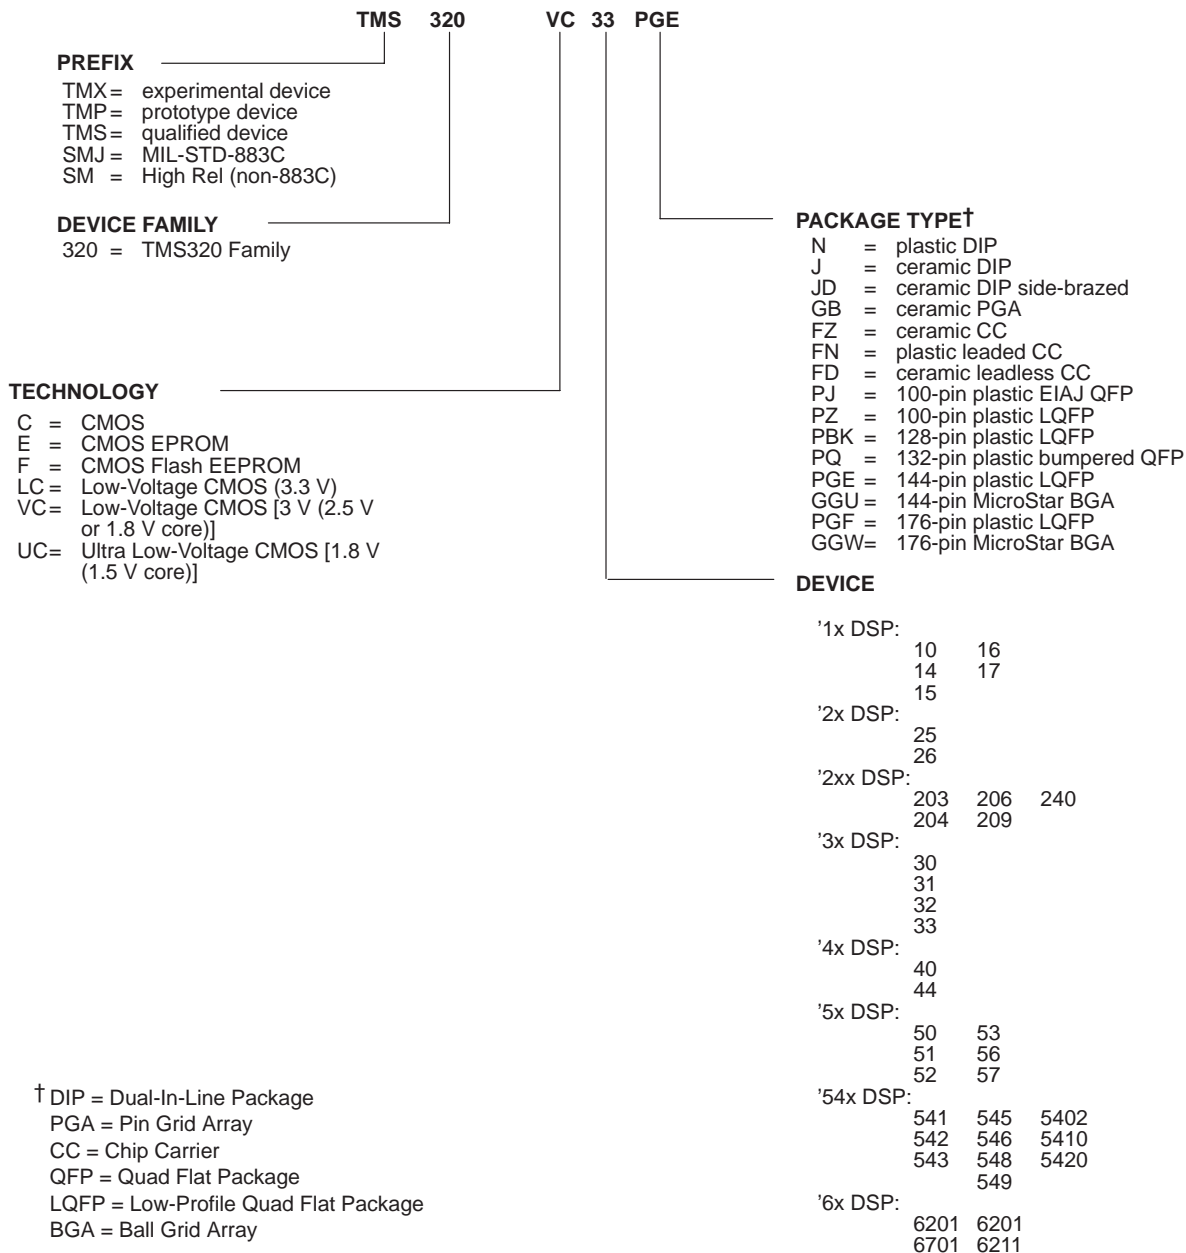 TMS 320 VC 33 PGE
PREFIX
TMX = experimental device
TMP = prototype device
TMS = qualified device
SMJ = MIL-STD-883C
SM = High Rel (non-883C)
DEVICE FAMILY
320 = TMS320 Family
TECHNOLOGY
C = CMOS
E = CMOS EPROM
F = CMOS Flash EEPROM
LC = Low-Voltage CMOS (3.3 V)
VC = Low-Voltage CMOS [3 V (2.5 V
or 1.8 V core)]
UC = Ultra Low-Voltage CMOS [1.8 V
(1.5 V core)]
PACKAGE TYPE†
N = plastic DIP
J = ceramic DIP
JD = ceramic DIP side-brazed
GB = ceramic PGA
FZ = ceramic CC
FN = plastic leaded CC
FD = ceramic leadless CC
PJ = 100-pin plastic EIAJ QFP
PZ = 100-pin plastic LQFP
PBK = 128-pin plastic LQFP
PQ = 132-pin plastic bumpered QFP
PGE = 144-pin plastic LQFP
GGU = 144-pin MicroStar BGA
PGF = 176-pin plastic LQFP
GGW = 176-pin MicroStar BGA
DEVICE
'1x DSP:
10 16
14 17
15
'2x DSP:
25
26
'2xx DSP:
203 206 240
204 209
'3x DSP:
30
31
32
33
'4x DSP:
40
44
'5x DSP:
50 53
51 56
52 57
'54x DSP:
541 545 5402
542 546 5410
543 548 5420
549
'6x DSP:
6201 6201
6701 6211
† DIP = Dual-In-Line Package
PGA = Pin Grid Array
CC = Chip Carrier
QFP = Quad Flat Package
LQFP = Low-Profile Quad Flat Package
BGA = Ball Grid Array